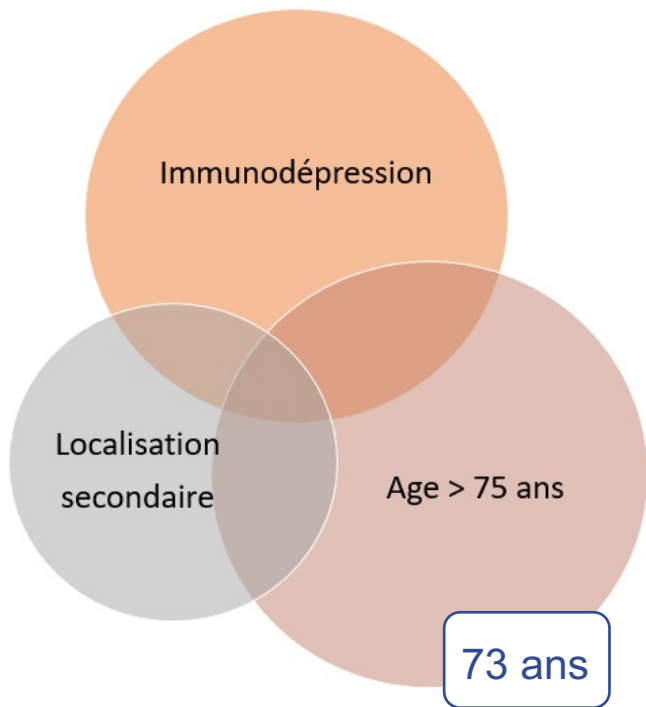 Immunodépression
Localisation
secondaire
Age > 75 ans
73 ans